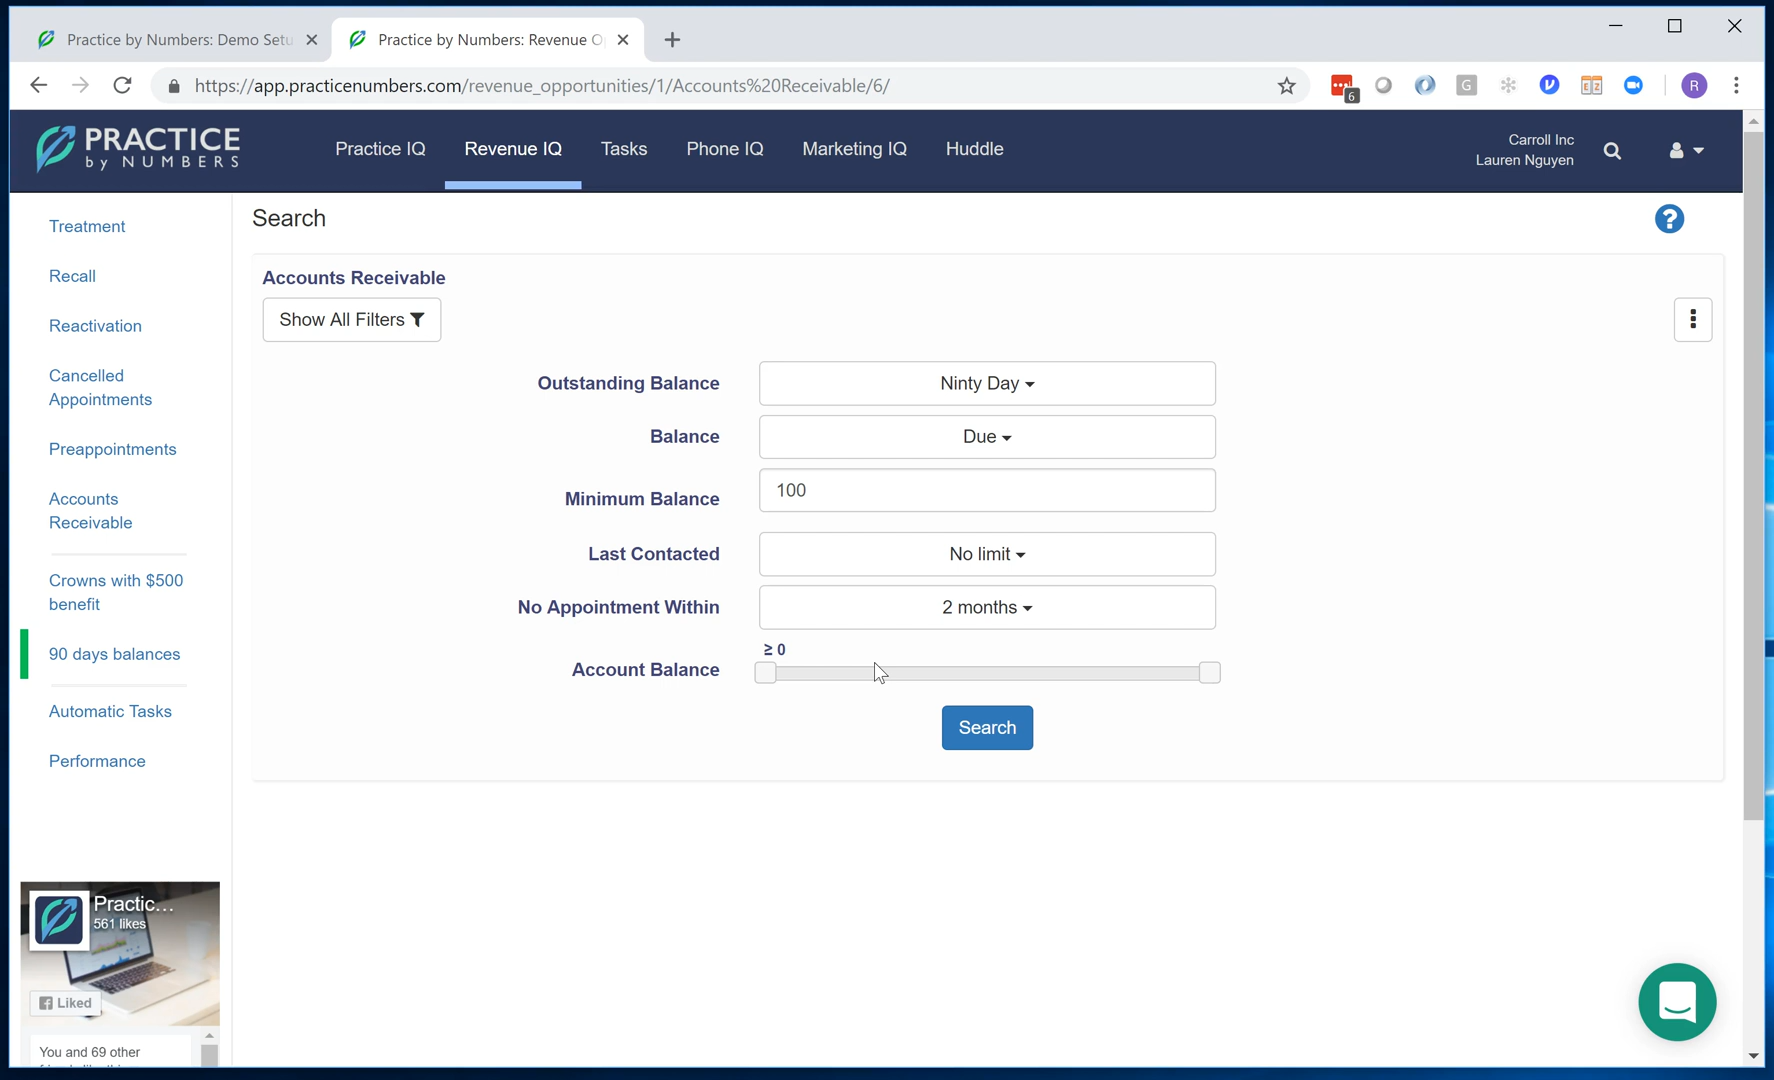 Practice by Numbers: Demo Setu
Practice by Numbers: Revenue O
https://app.practicenumbers.com/revenue_opportunities/1/Accounts%20Receivable/6/
6
G
EZ
R
PRACTICE
by NUMBERS
Practice IQ
Revenue IQ
Tasks
Phone IQ
Marketing IQ
Huddle
Carroll Inc
Lauren Nguyen
Treatment
Recall
Reactivation
Cancelled
Appointments
Preappointments
Accounts
Receivable
Crowns with $500
benefit
90 days balances
Automatic Tasks
Performance
Practic...
561 likes
Liked
You and 69 other
Search
?
Accounts Receivable
Show All Filters
Outstanding Balance
Ninty Day
Balance
Due
Minimum Balance
100
Last Contacted
No limit
No Appointment Within
2 months
≥ 0
Account Balance
Search